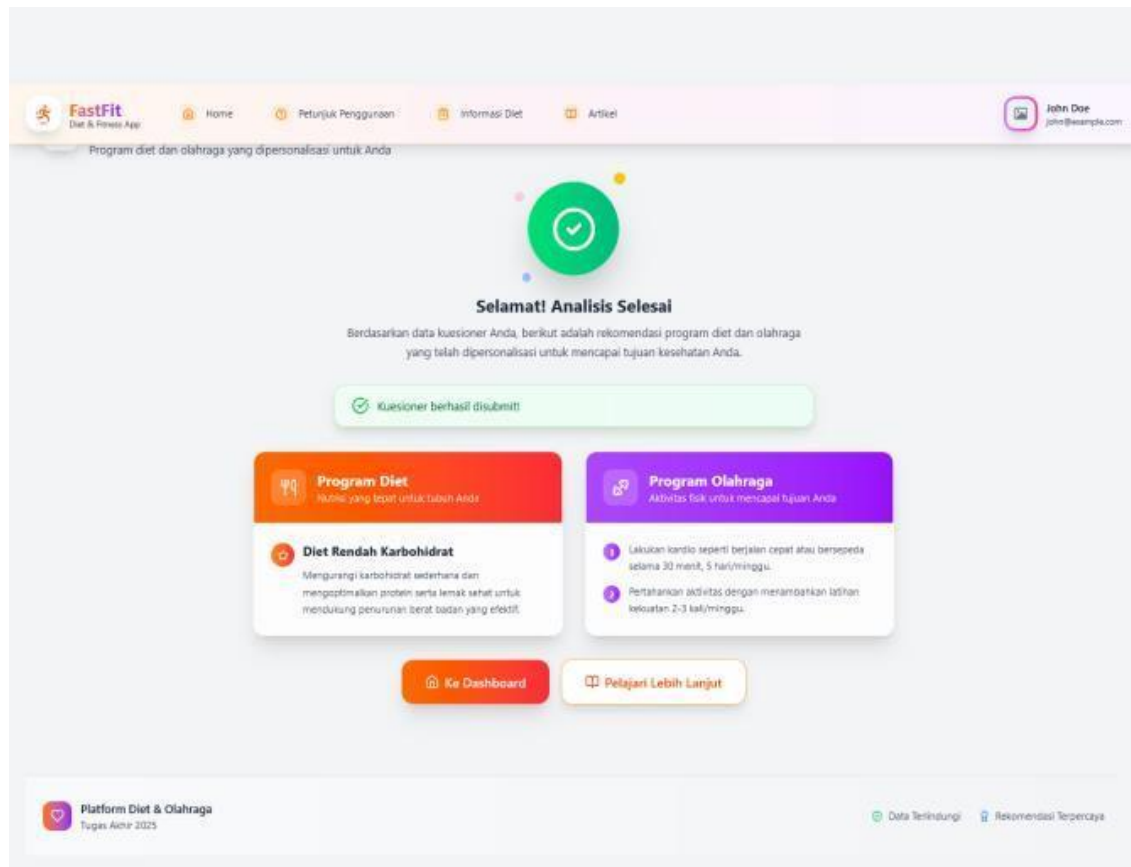 FastFit
Diet & Fitness App
Home
Petunjuk Penggunaan
Informasi Diet
Artikel
John Doe
john@example.com
Program diet dan olahraga yang dipersonalisasi untuk Anda
Selamat! Analisis Selesai
Berdasarkan data kuesioner Anda, berikut adalah rekomendasi program diet dan olahraga
yang telah dipersonalisasi untuk mencapai tujuan kesehatan Anda.
Kuesioner berhasil disubmit!
Program Diet
Nutrisi yang tepat untuk tubuh Anda
Diet Rendah Karbohidrat
Mengurangi karbohidrat sederhana dan
mengoptimalkan protein serta lemak sehat untuk
mendukung penurunan berat badan yang efektif.
Program Olahraga
Aktivitas fisik untuk mencapai tujuan Anda
1 Lakukan kardio seperti berjalan cepat atau bersepeda
selama 30 menit, 5 hari/minggu.
2 Pertahankan aktivitas dengan menambahkan latihan
kekuatan 2-3 kali/minggu.
Ke Dashboard
Pelajari Lebih Lanjut
Platform Diet & Olahraga
Tugas Akhir 2025
Data Terlindungi
Rekomendasi Terpercaya